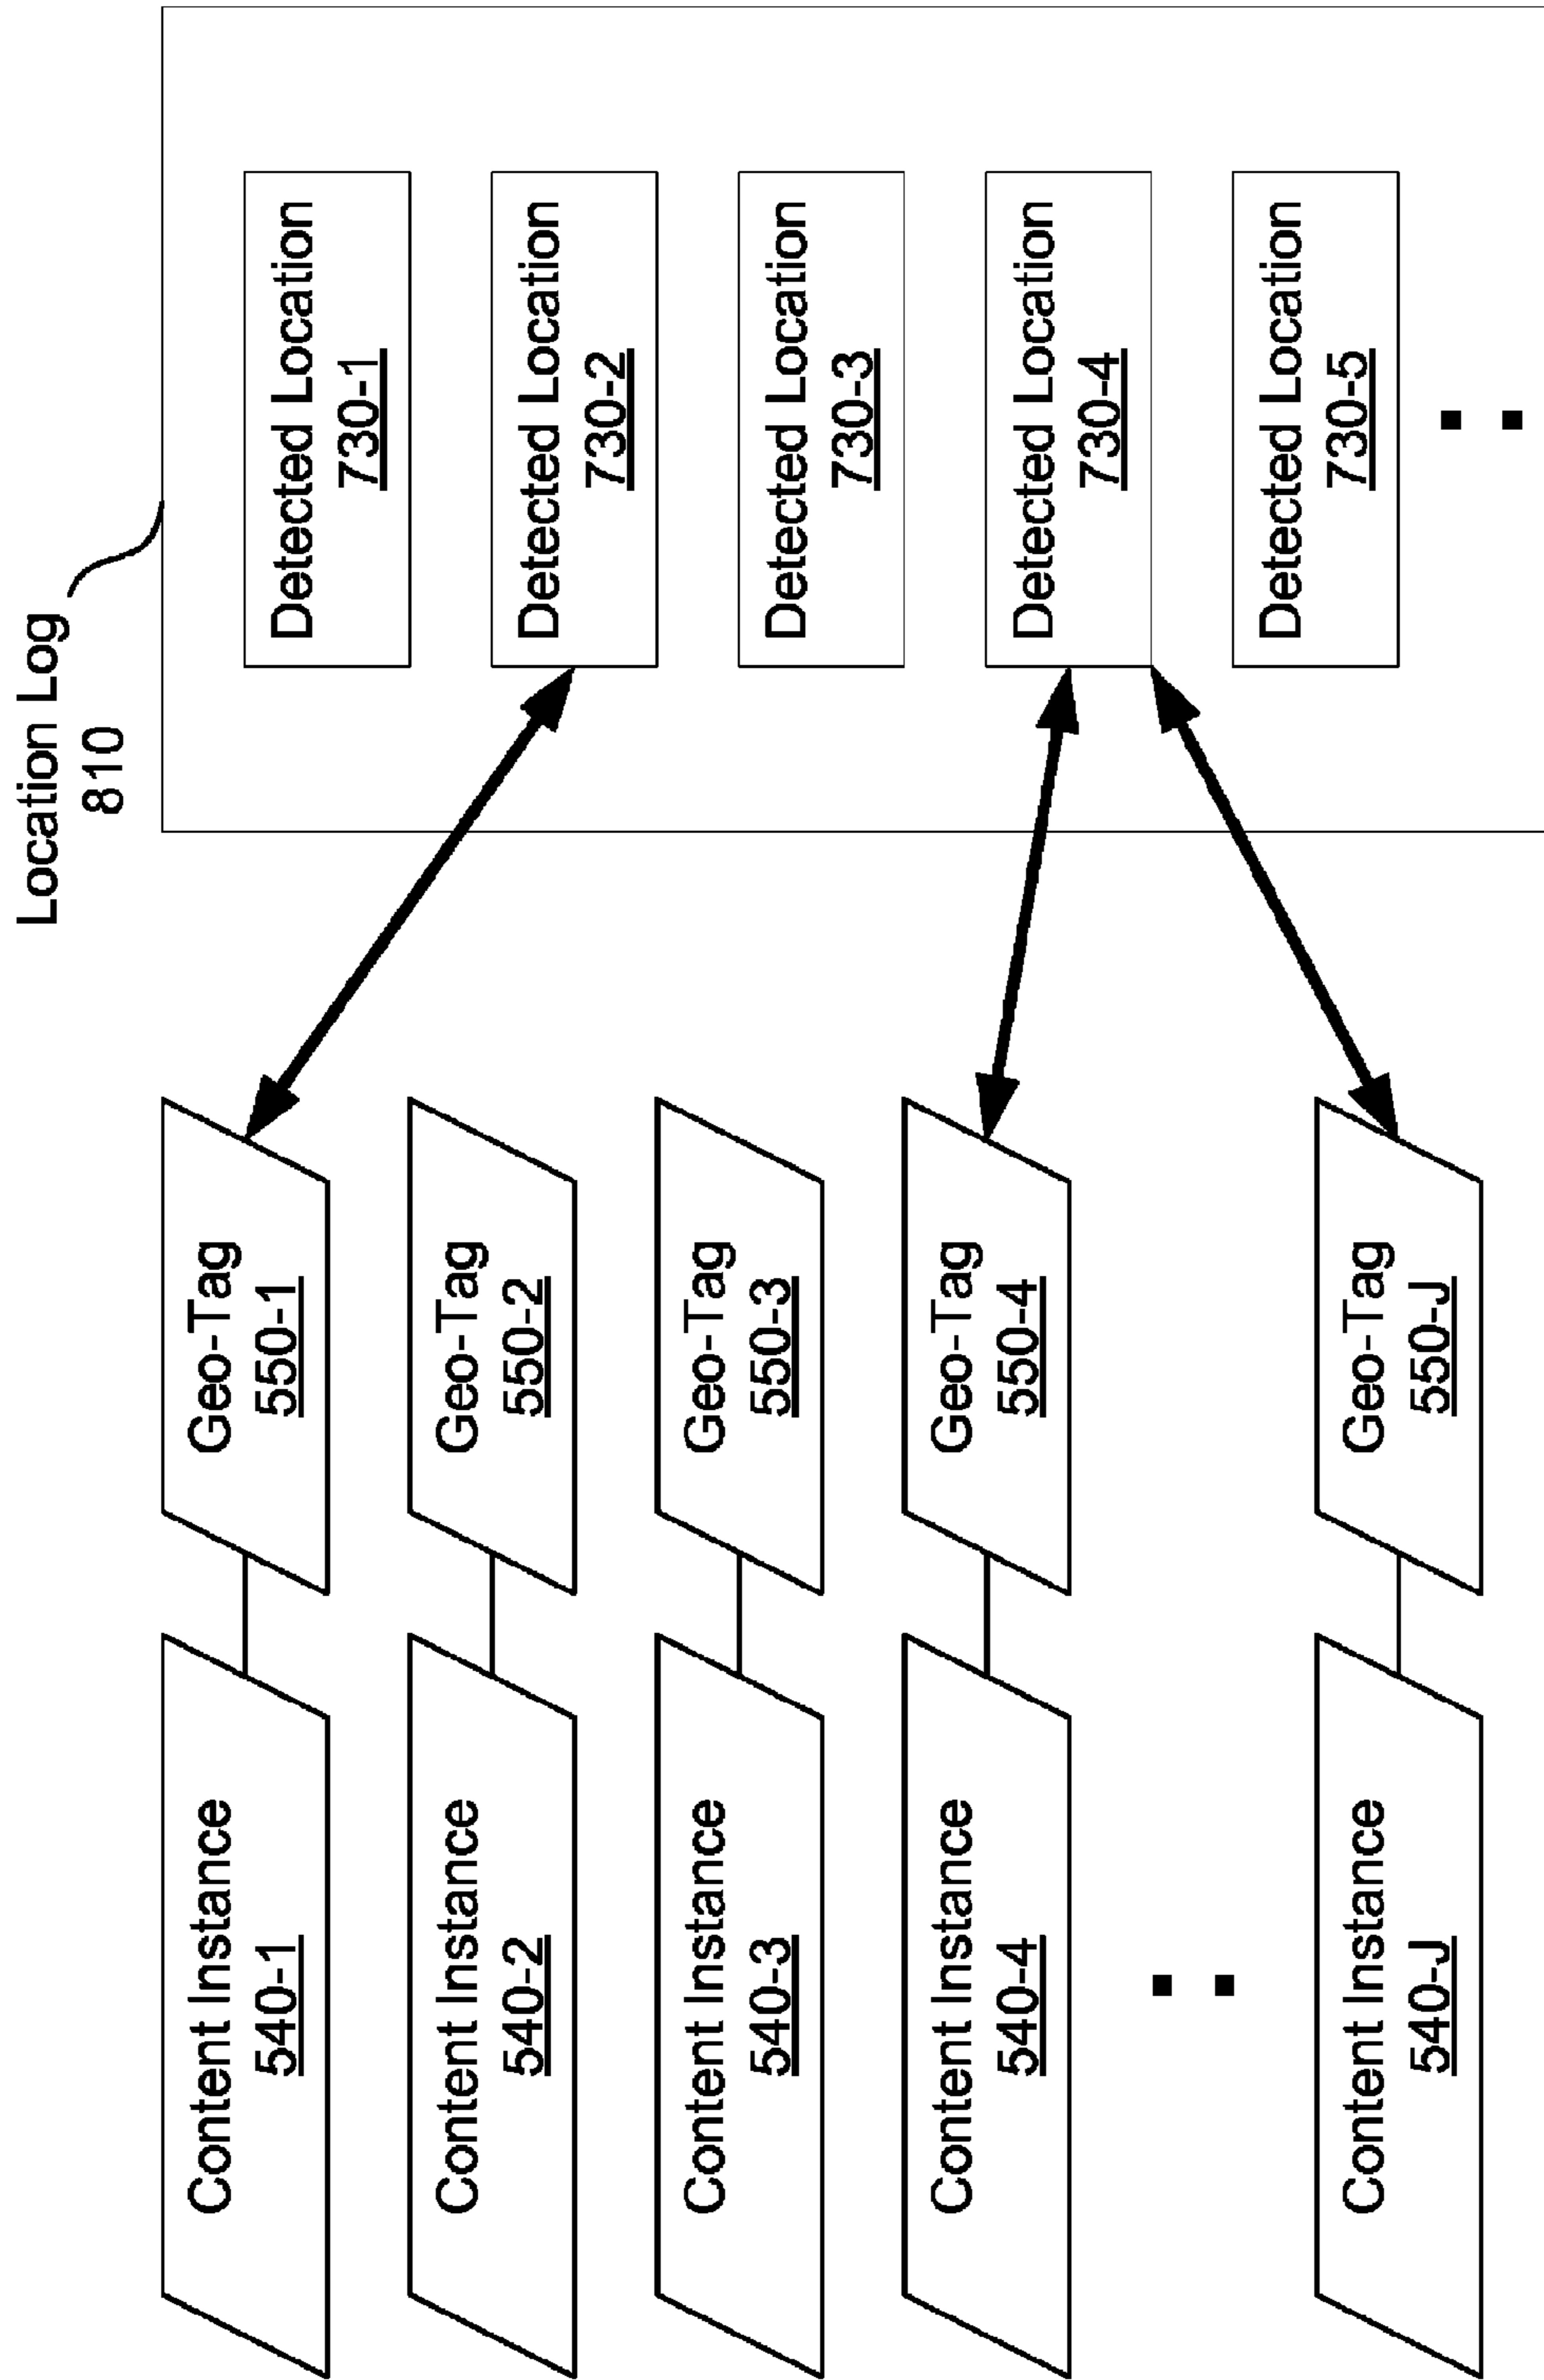 Location Log
810
Content Instance
540-1
Geo-Tag
550-1
Detected Location
730-1
Content Instance
540-2
Geo-Tag
550-2
Detected Location
730-2
Content Instance
540-3
Geo-Tag
550-3
Detected Location
730-3
Content Instance
540-4
Geo-Tag
550-4
Detected Location
730-4
Content Instance
540-J
Geo-Tag
550-J
Detected Location
730-5